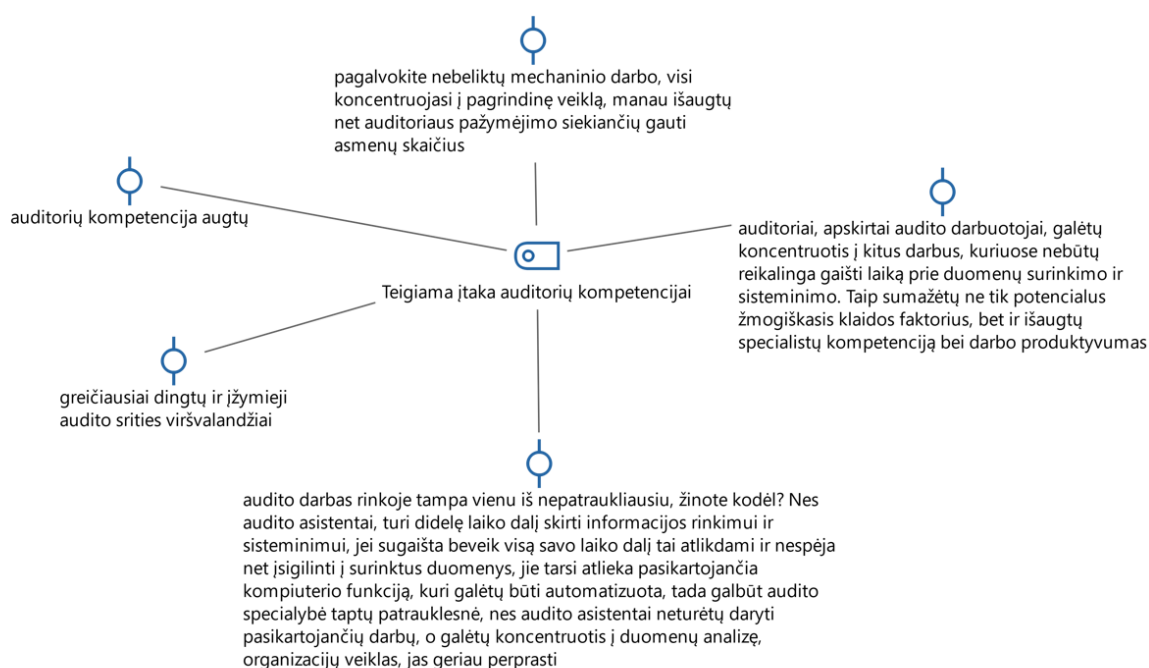 pagalvokite nebeliktų mechaninio darbo, visi
koncentruojasi į pagrindinę veiklą, manau išaugtų
net auditoriaus pažymėjimo siekiančių gauti
asmenų skaičius
auditorių kompetencija augtų
auditoriai, apskirtai audito darbuotojai, galėtų
koncentruotis į kitus darbus, kuriuose nebūtų
reikalinga gaišti laiką prie duomenų surinkimo ir
sisteminimo. Taip sumažėtų ne tik potencialus
žmogiškasis klaidos faktorius, bet ir išaugtų
specialistų kompetenciją bei darbo produktyvumas
Teigiama įtaka auditorių kompetencijai
greičiausiai dingtų ir įžymieji
audito srities viršvalandžiai
audito darbas rinkoje tampa vienu iš nepatraukliausiu, žinote kodėl? Nes
audito asistentai, turi didelę laiko dalį skirti informacijos rinkimui ir
sisteminimui, jei sugaišta beveik visą savo laiko dalį tai atlikdami ir nespėja
net įsigilinti į surinktus duomenys, jie tarsi atlieka pasikartojančia
kompiuterio funkciją, kuri galėtų būti automatizuota, tada galbūt audito
specialybė taptų patrauklesnė, nes audito asistentai neturėtų daryti
pasikartojančių darbų, o galėtų koncentruotis į duomenų analizę,
organizacijų veiklas, jas geriau perprasti